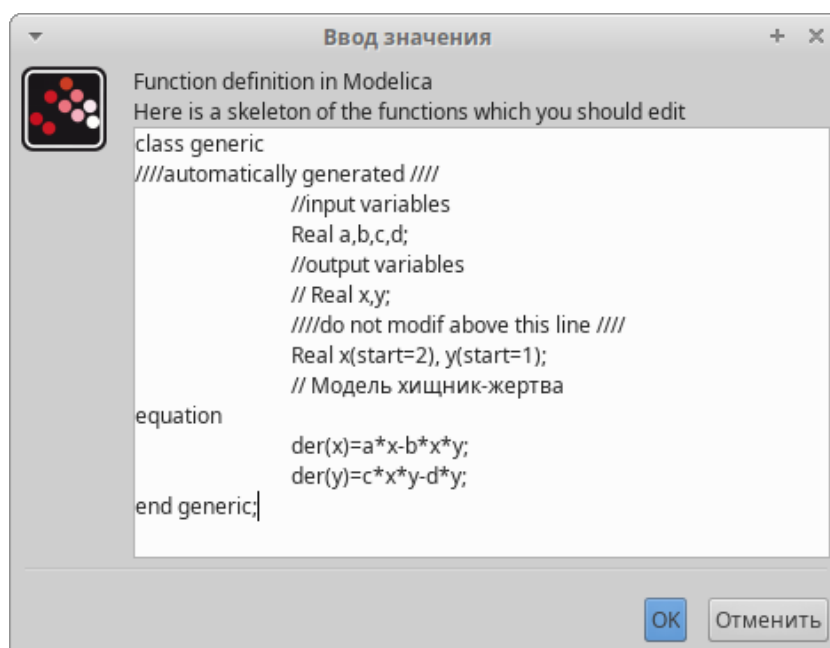 Ввод значения
Function definition in Modelica
Here is a skeleton of the functions which you should edit
class generic
////automatically generated ////
//input variables
Real a,b,c,d;
//output variables
// Real x,y;
////do not modif above this line ////
Real x(start=2), y(start=1);
// Модель хищник-жертва
equation
der(x)=a*x-b*x*y;
der(y)=c*x*y-d*y;
end generic;
OK
Отменить